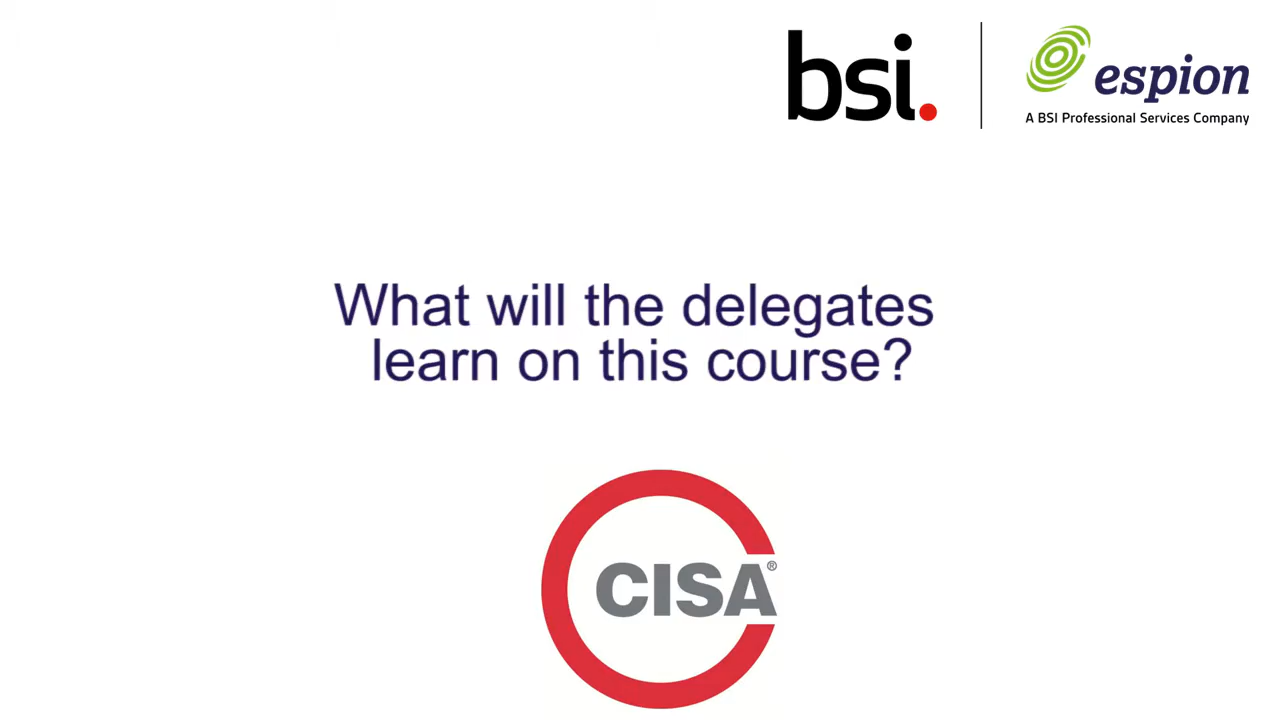 bsi.
espion
A BSI Professional Services Company
What will the delegates
learn on this course?
CISA®